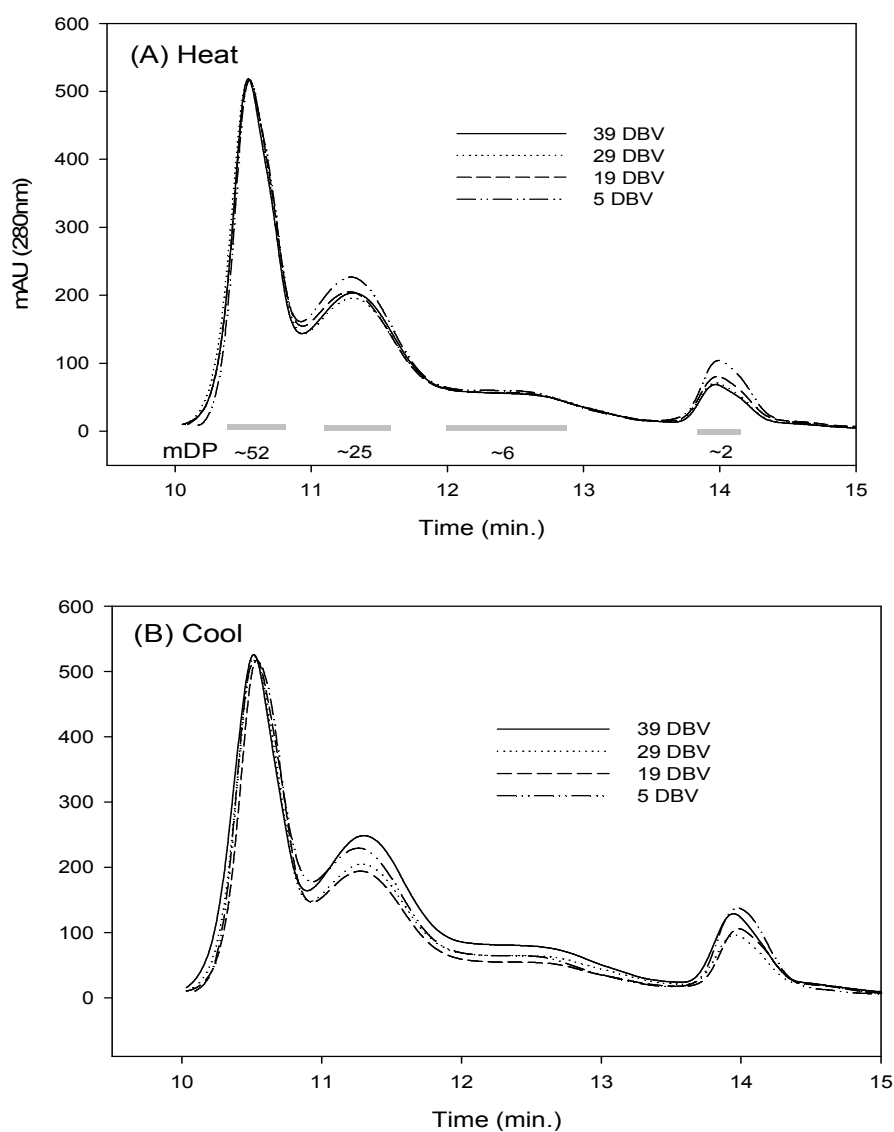 (A) Heat
600
500
400
300
200
100
0
mAU (280nm)
39 DBV
29 DBV
19 DBV
5 DBV
mDP ~52 ~25 ~6 ~2
10 11 12 13 14 15
Time (min.)
(B) Cool
600
500
400
300
200
100
0
39 DBV
29 DBV
19 DBV
5 DBV
10 11 12 13 14 15
Time (min.)